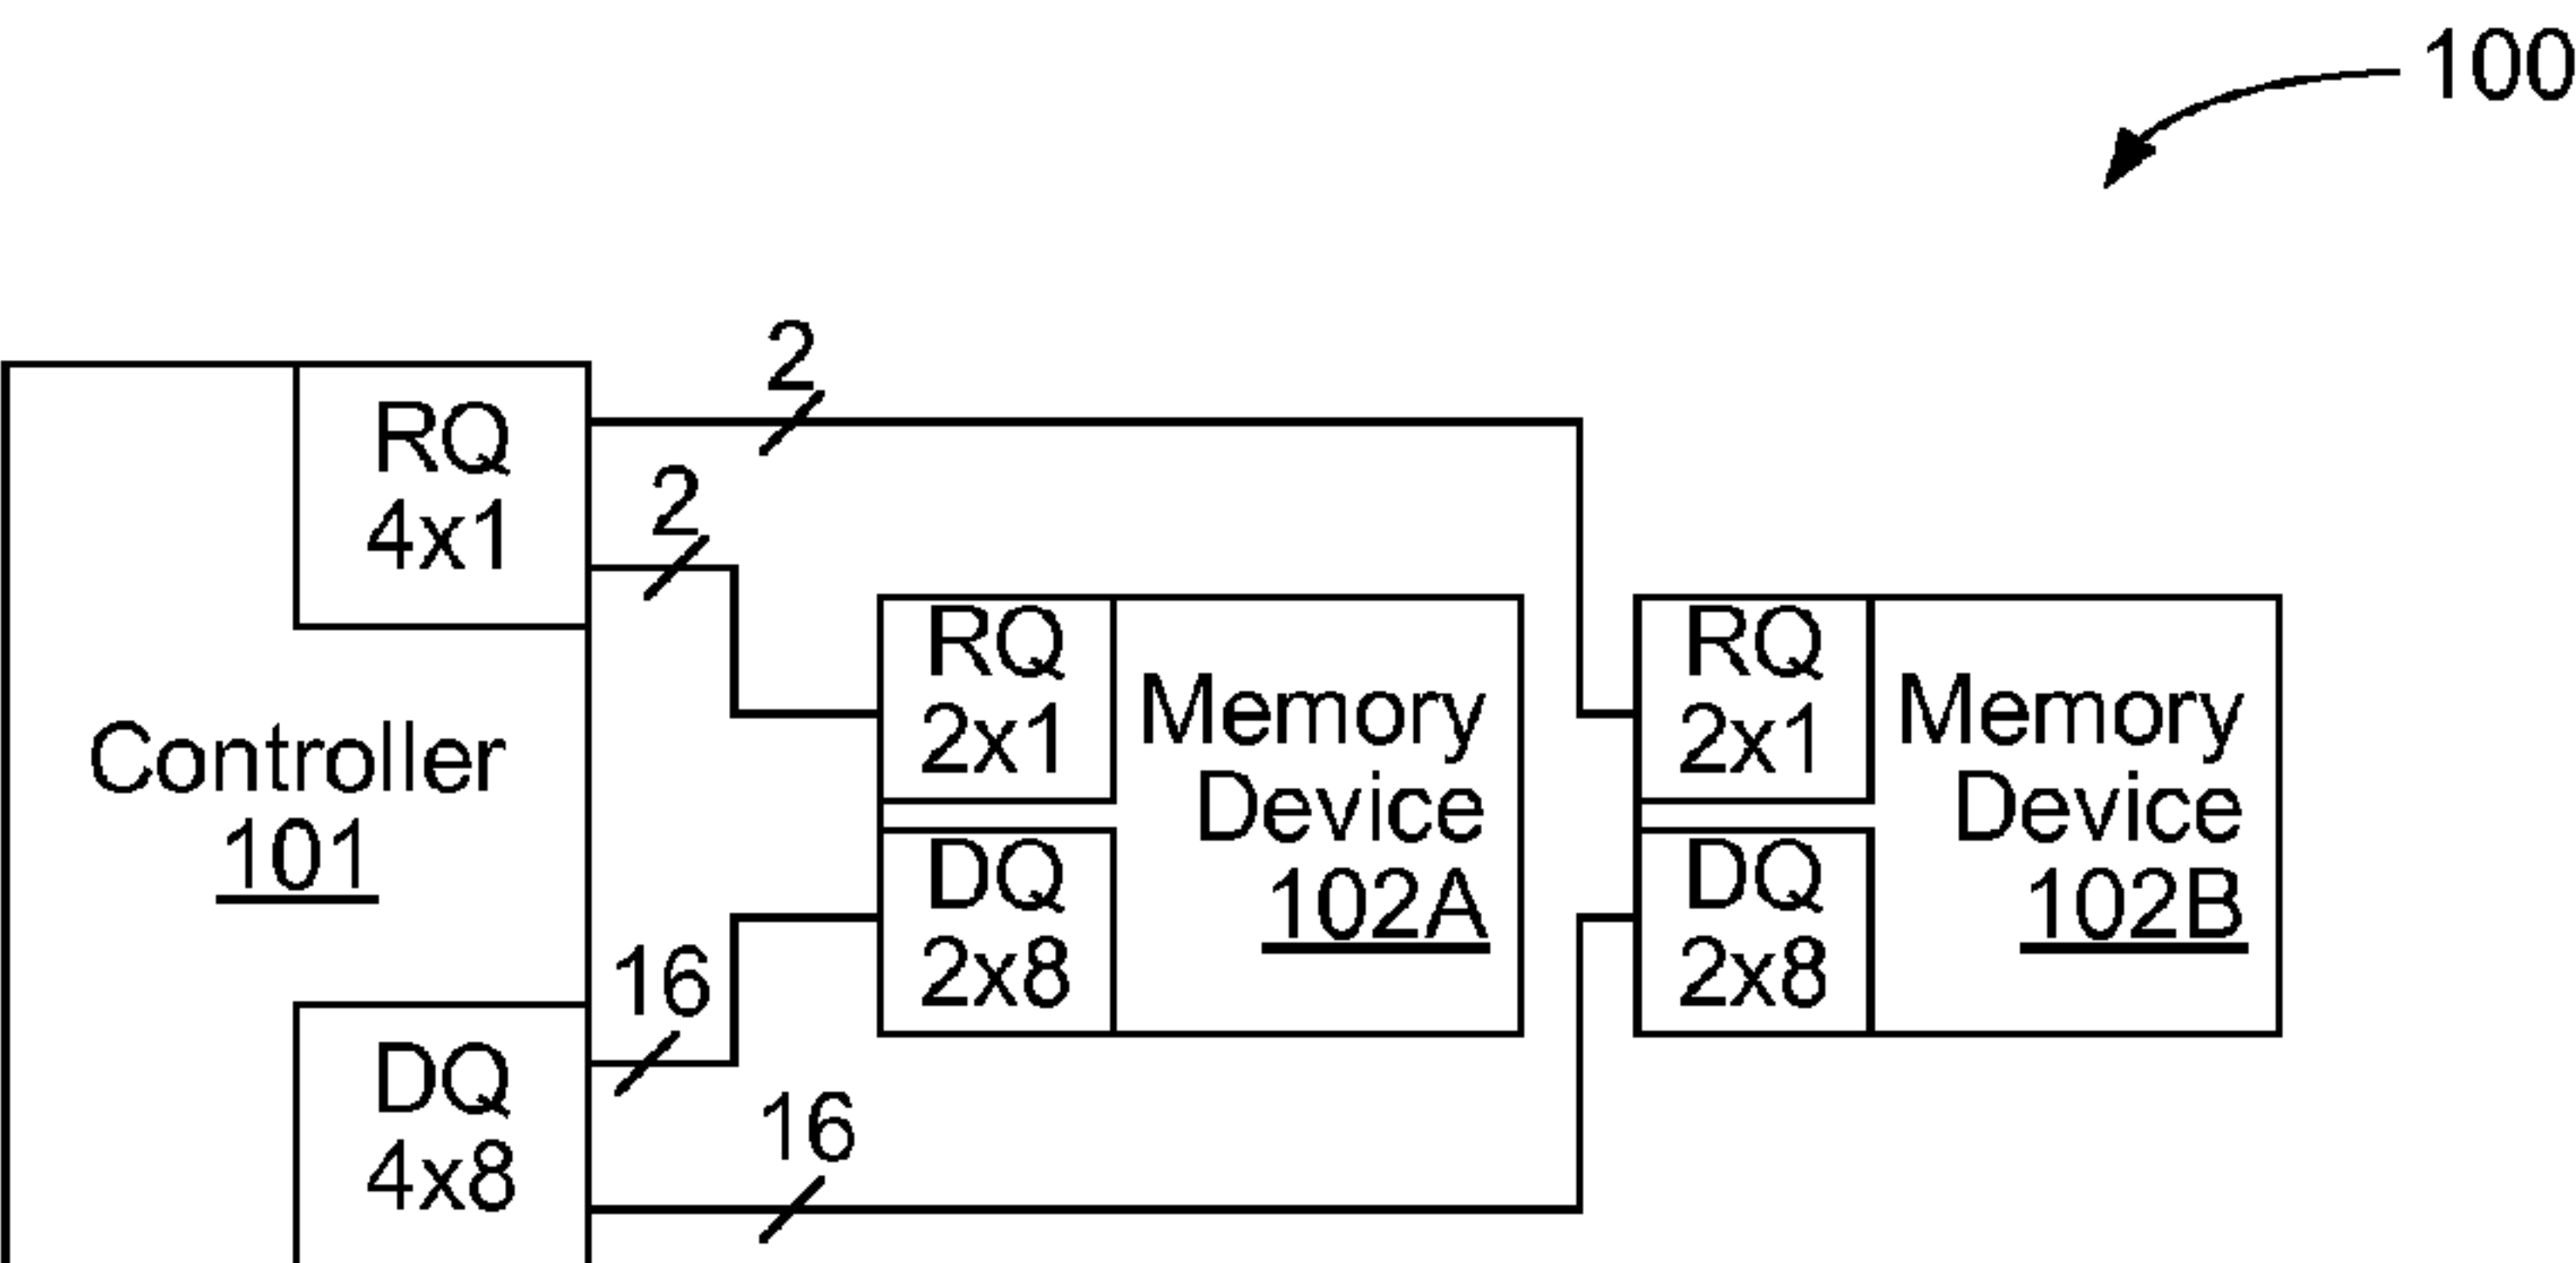 100
2
RQ
4x1
2
RQ
2x1
Memory
Device
102A
RQ
2x1
Memory
Device
102B
Controller
101
DQ
2x8
DQ
2x8
16
DQ
4x8
16